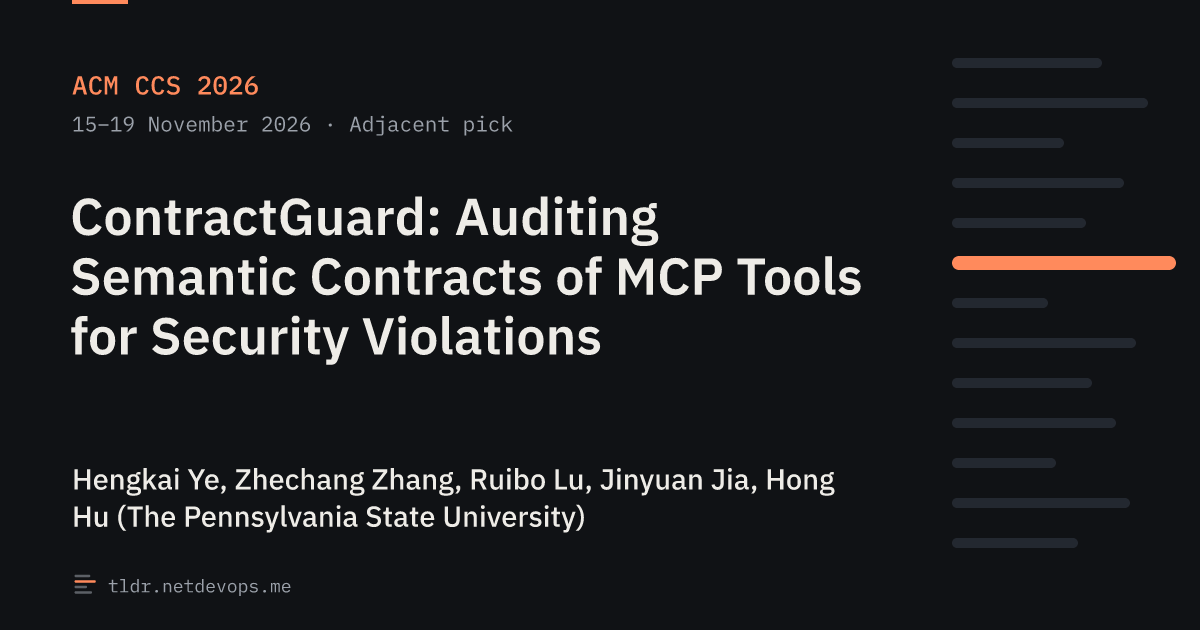 ACM CCS 2026
15–19 November 2026 · Adjacent pick
ContractGuard: Auditing
Semantic Contracts of MCP Tools
for Security Violations
Hengkai Ye, Zhechang Zhang, Ruibo Lu, Jinyuan Jia, Hong
Hu (The Pennsylvania State University)
tldr.netdevops.me